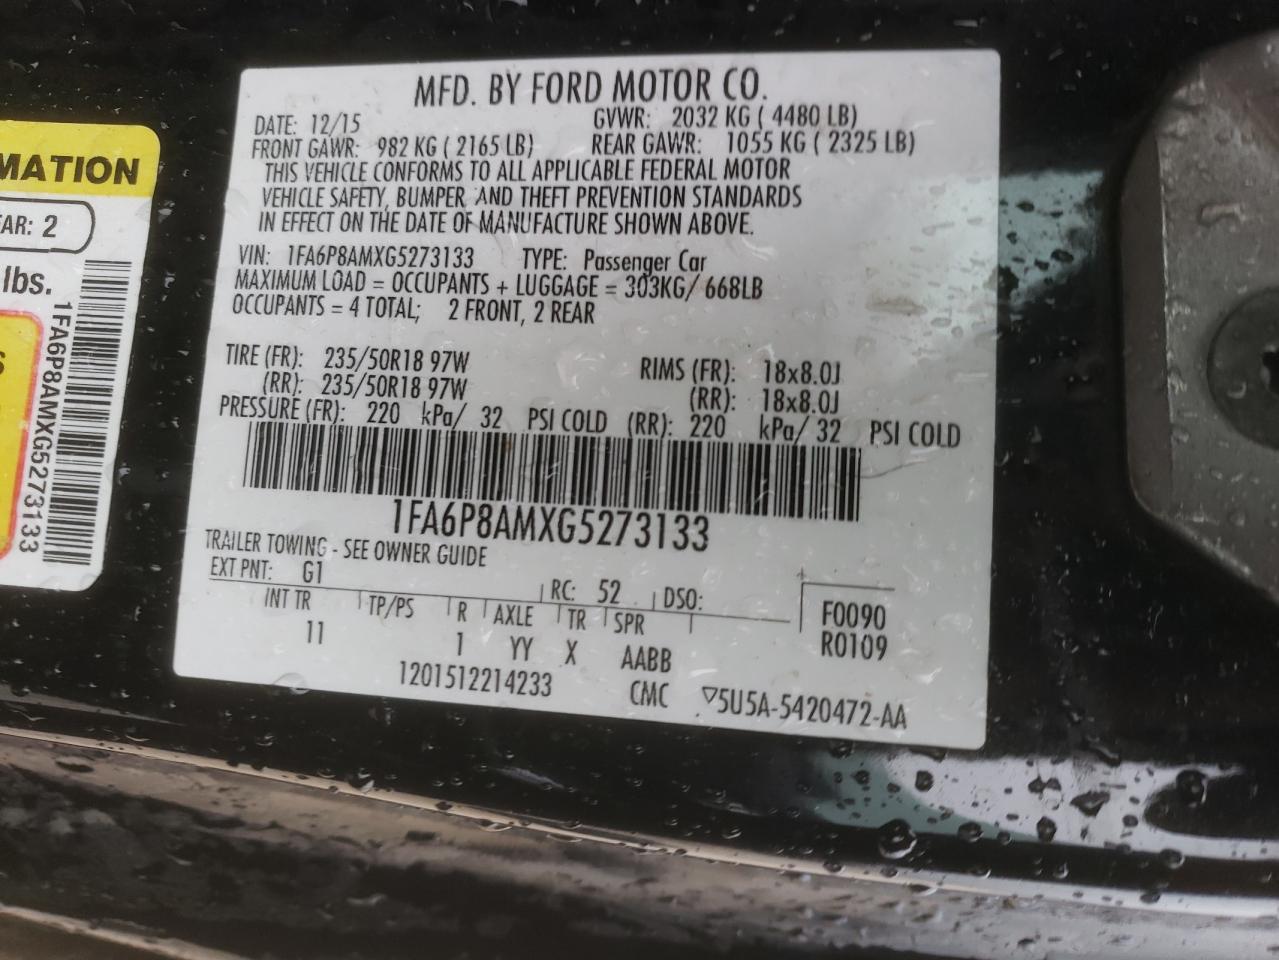 MFD. BY FORD MOTOR CO.
DATE: 12/15 GVWR: 2032 KG ( 4480 LB)
FRONT GAWR: 982 KG ( 2165 LB) REAR GAWR: 1055 KG ( 2325 LB)
THIS VEHICLE CONFORMS TO ALL APPLICABLE FEDERAL MOTOR
VEHICLE SAFETY, BUMPER, AND THEFT PREVENTION STANDARDS
IN EFFECT ON THE DATE OF MANUFACTURE SHOWN ABOVE.
VIN: 1FA6P8AMXG5273133 TYPE: Passenger Car
MAXIMUM LOAD = OCCUPANTS + LUGGAGE = 303KG/ 668LB
OCCUPANTS = 4 TOTAL; 2 FRONT, 2 REAR
TIRE (FR): 235/50R18 97W RIMS (FR): 18x8.0J
(RR): 235/50R18 97W (RR): 18x8.0J
PRESSURE (FR): 220 kPa/ 32 PSI COLD (RR): 220 kPa/ 32 PSI COLD
1FA6P8AMXG5273133
TRAILER TOWING - SEE OWNER GUIDE
EXT PNT: G1 RC: 52 DSO:
INT TR TP/PS R AXLE TR SPR F0090
11 1 YY X AABB R0109
1201512214233 CMC ▽5U5A-5420472-AA
MATION
EAR: 2
lbs.
S
1FA6P8AMXG5273133